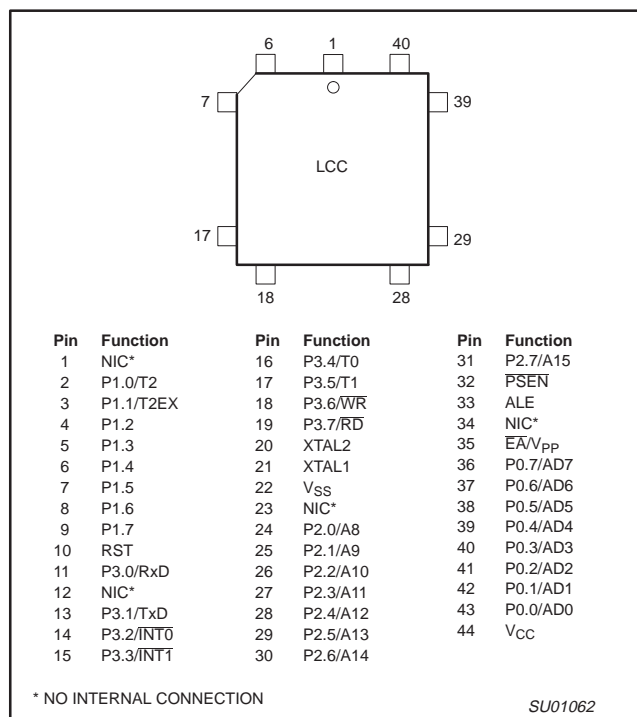 6 1 40
7 39
LCC
17 29
18 28
Pin Function Pin Function Pin Function
1 NIC* 16 P3.4/T0 31 P2.7/A15
2 P1.0/T2 17 P3.5/T1 32 P̅S̅E̅N̅
3 P1.1/T2EX 18 P3.6/W̅R̅ 33 ALE
4 P1.2 19 P3.7/R̅D̅ 34 NIC*
5 P1.3 20 XTAL2 35 E̅A̅/VPP
6 P1.4 21 XTAL1 36 P0.7/AD7
7 P1.5 22 VSS 37 P0.6/AD6
8 P1.6 23 NIC* 38 P0.5/AD5
9 P1.7 24 P2.0/A8 39 P0.4/AD4
10 RST 25 P2.1/A9 40 P0.3/AD3
11 P3.0/RxD 26 P2.2/A10 41 P0.2/AD2
12 NIC* 27 P2.3/A11 42 P0.1/AD1
13 P3.1/TxD 28 P2.4/A12 43 P0.0/AD0
14 P3.2/I̅N̅T̅0̅ 29 P2.5/A13 44 VCC
15 P3.3/I̅N̅T̅1̅ 30 P2.6/A14
* NO INTERNAL CONNECTION
SU01062